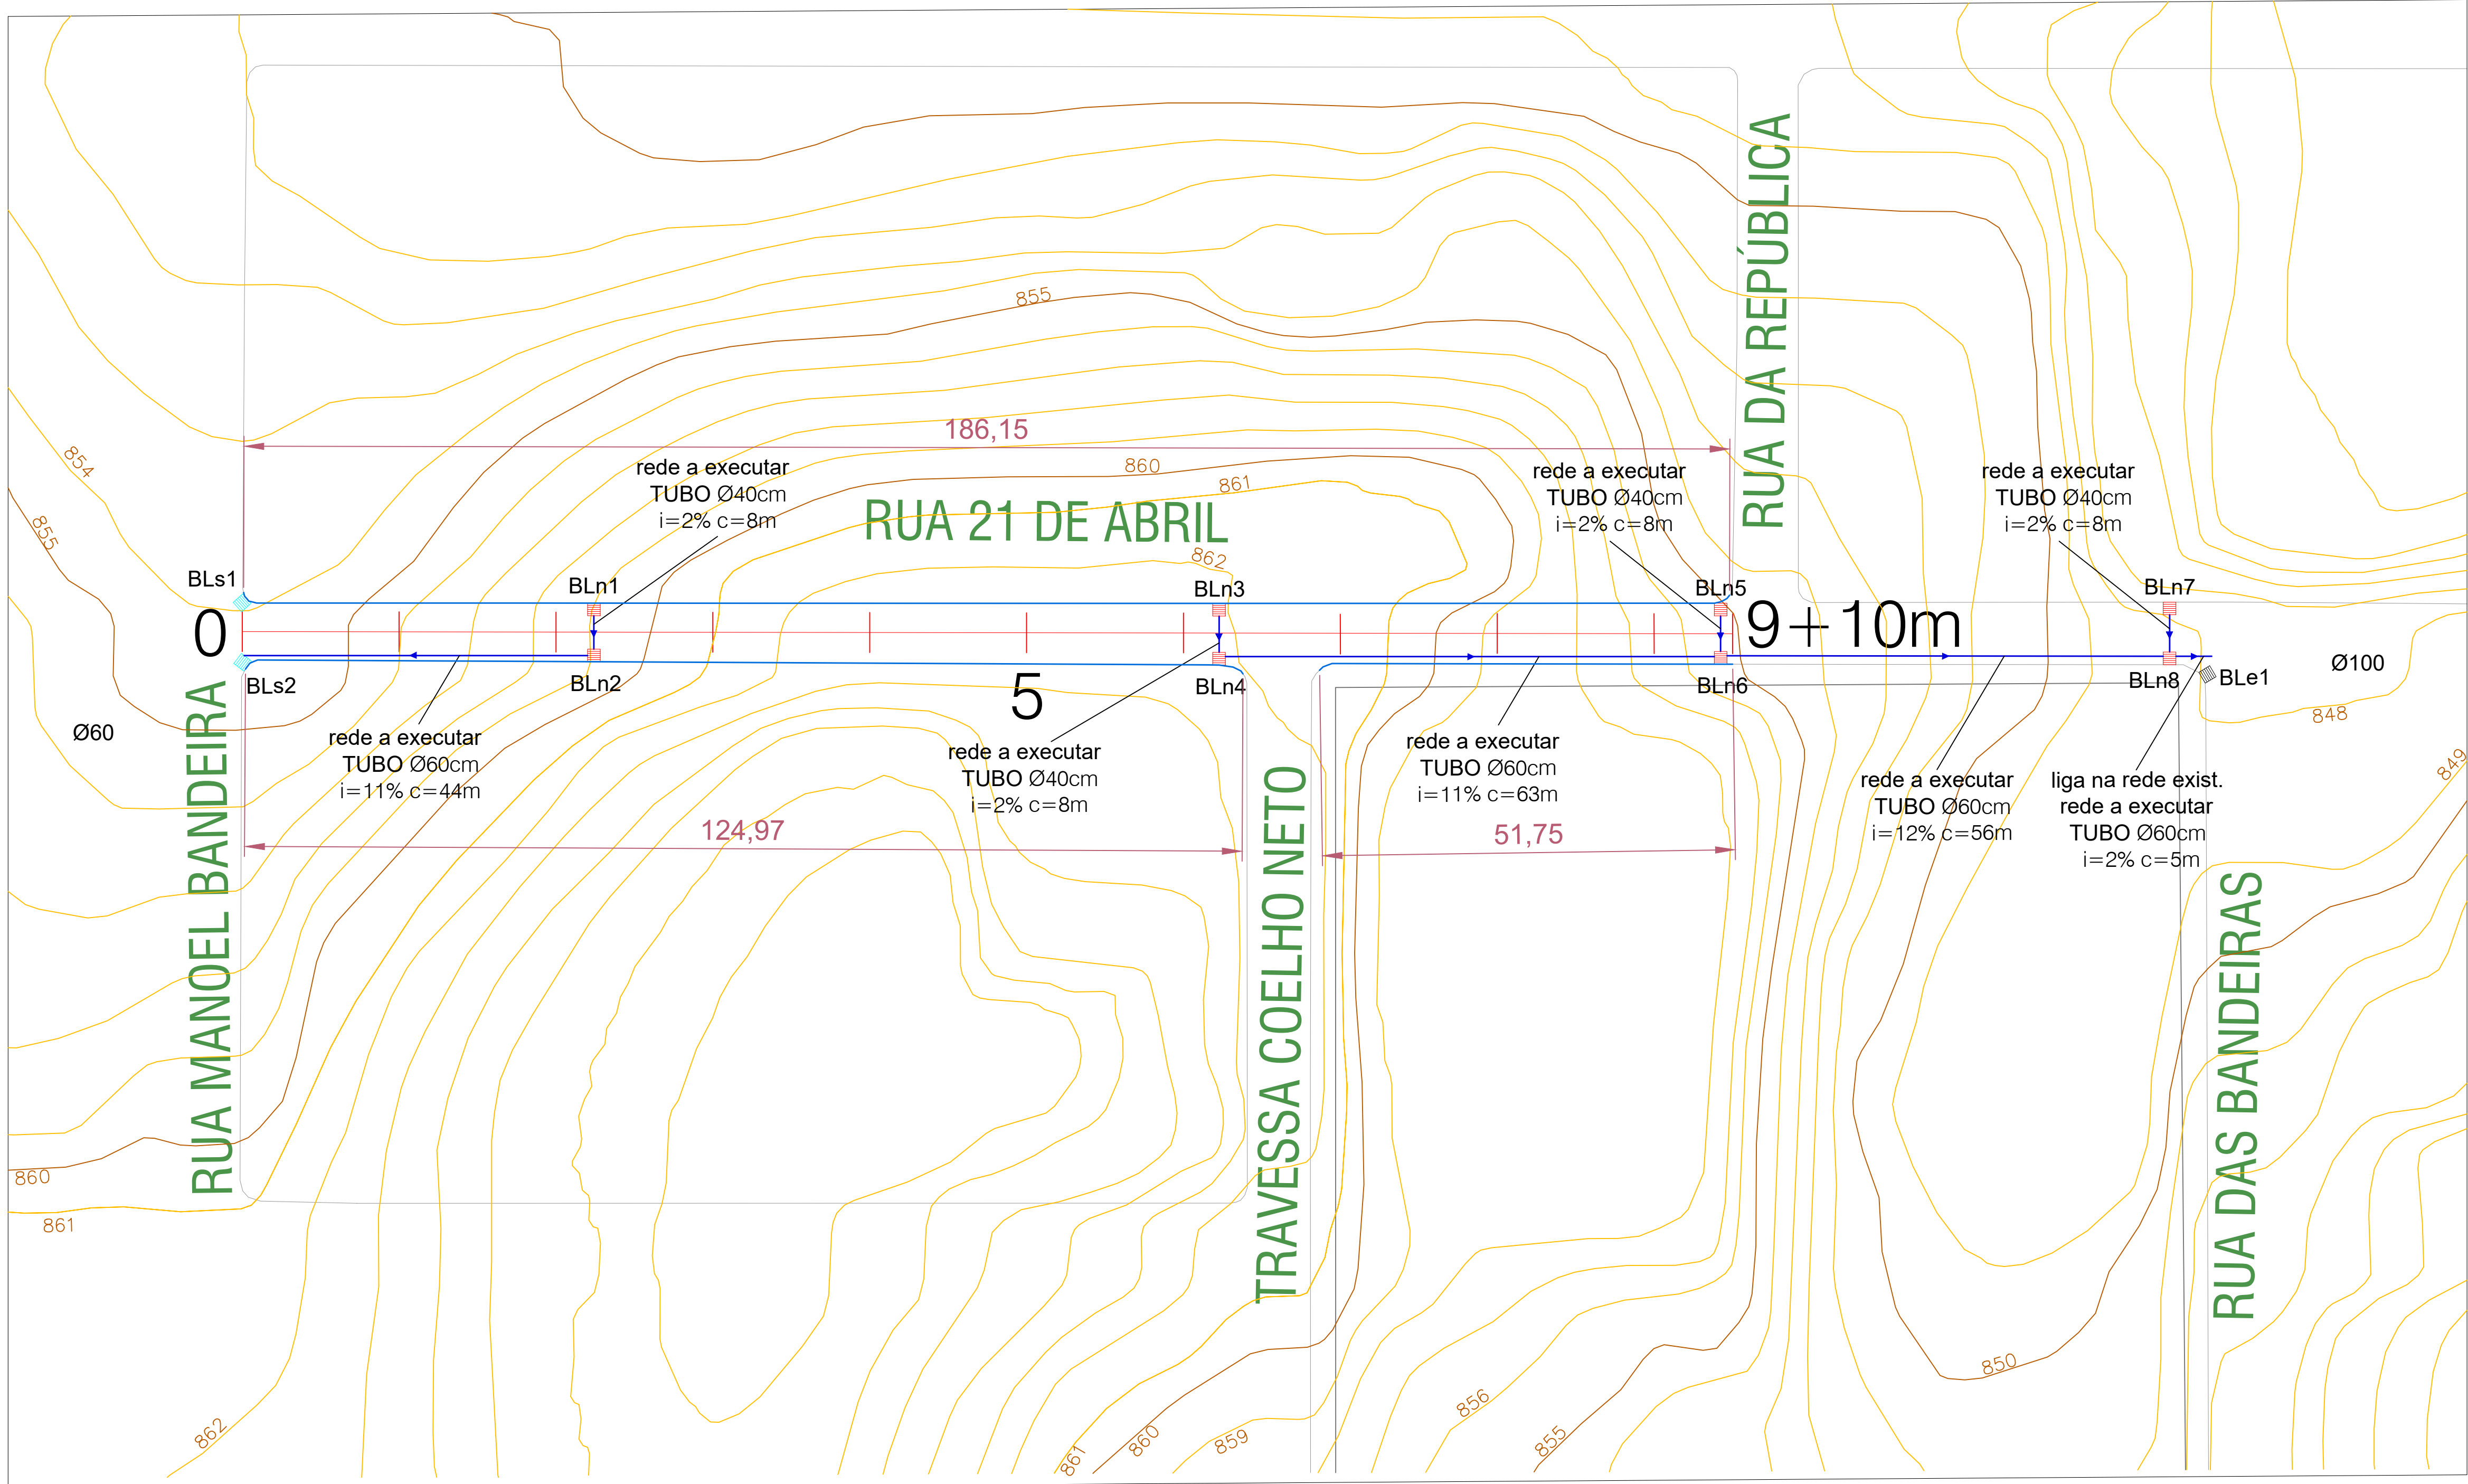 RUA DA REPÚBLICA
855
186,15
854
855
rede a executar
TUBO Ø40cm
i=2% c=8m
860
861
RUA 21 DE ABRIL
862
rede a executar
TUBO Ø40cm
i=2% c=8m
rede a executar
TUBO Ø40cm
i=2% c=8m
BLs1
BLn1
BLn3
BLn5
BLn7
0
9+10m
BLs2
BLn2
5
BLn4
BLn6
BLn8
BLe1
Ø100
848
Ø60
RUA MANOEL BANDEIRA
rede a executar
TUBO Ø60cm
i=11% c=44m
rede a executar
TUBO Ø40cm
i=2% c=8m
rede a executar
TUBO Ø60cm
i=11% c=63m
rede a executar
TUBO Ø60cm
i=12% c=56m
liga na rede exist.
rede a executar
TUBO Ø60cm
i=2% c=5m
849
124,97
51,75
TRAVESSA COELHO NETO
RUA DAS BANDEIRAS
860
861
862
861
860
859
856
855
850